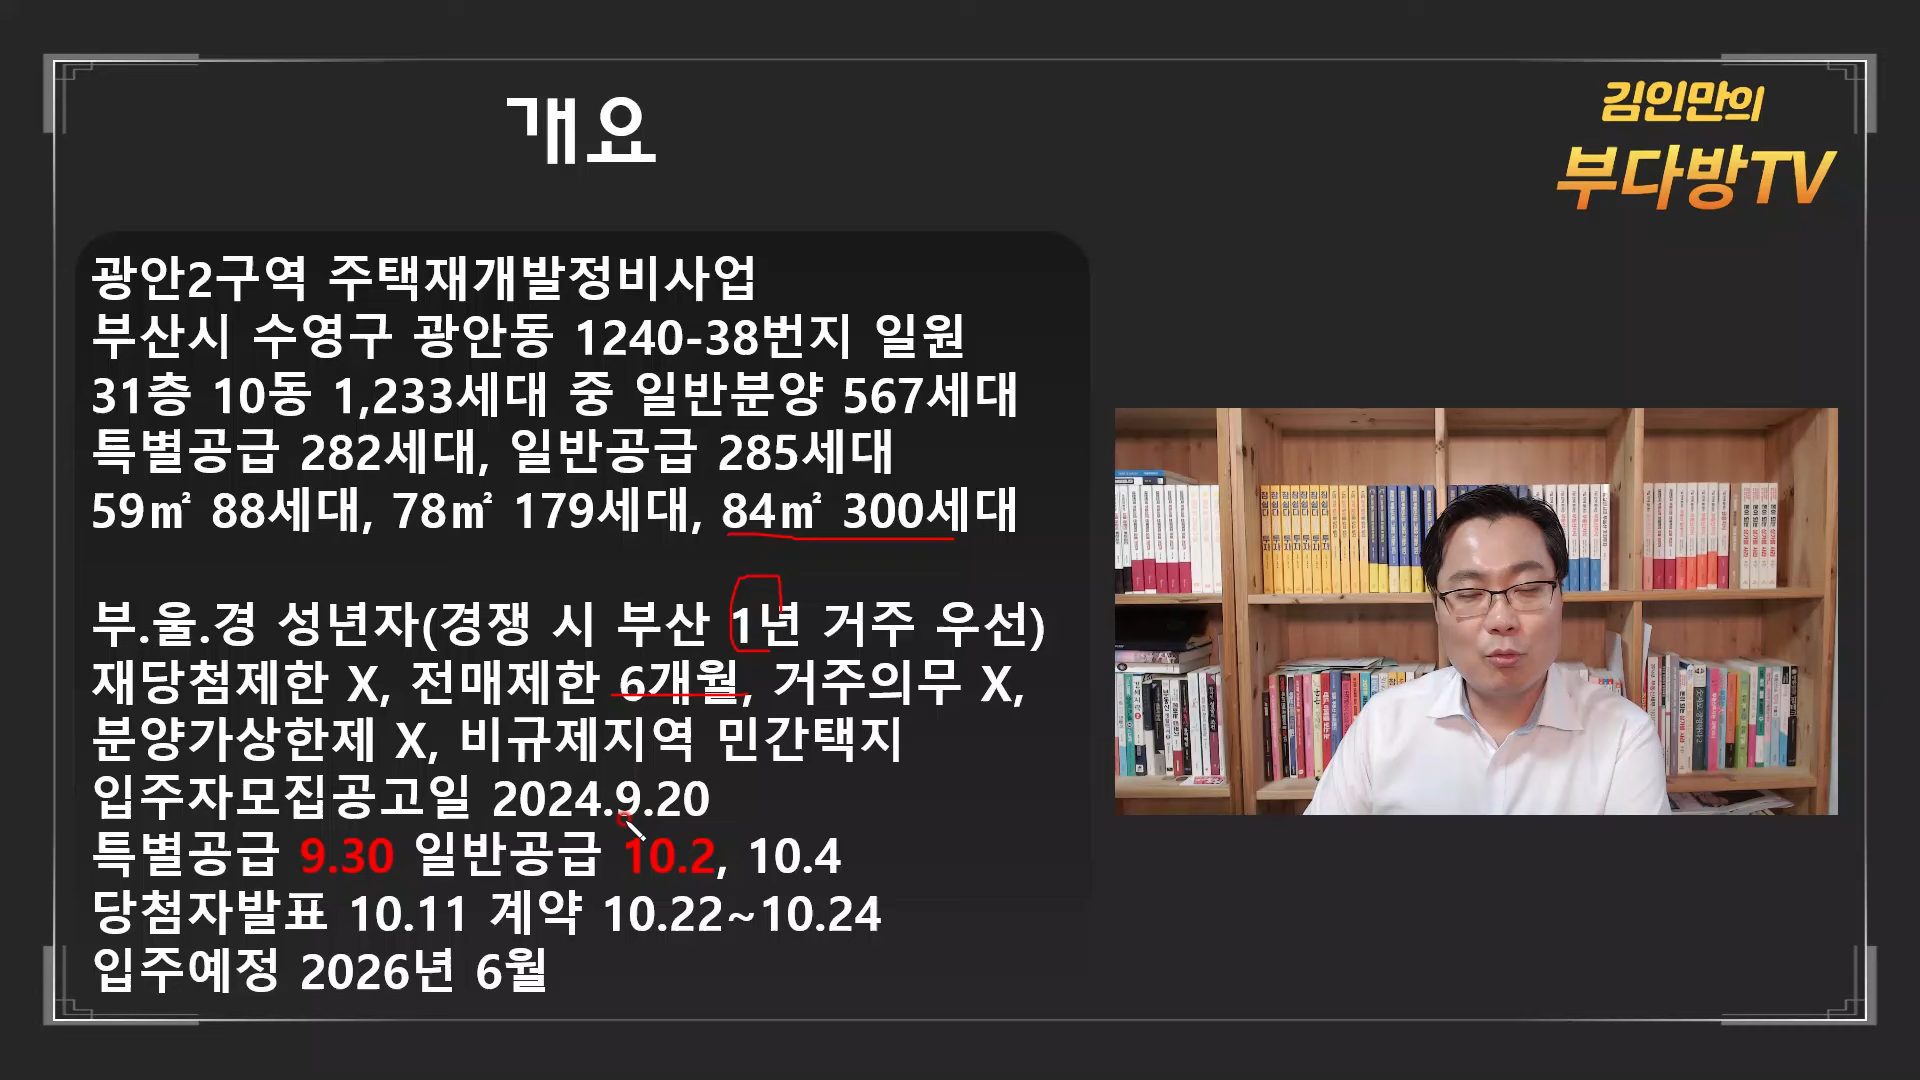 개요
김인만의
부다방TV
광안2구역 주택재개발정비사업
부산시 수영구 광안동 1240-38번지 일원
31층 10동 1,233세대 중 일반분양 567세대
특별공급 282세대, 일반공급 285세대
59㎡ 88세대, 78㎡ 179세대, 84㎡ 300세대
부.울.경 성년자(경쟁 시 부산 1년 거주 우선)
재당첨제한 X, 전매제한 6개월, 거주의무 X,
분양가상한제 X, 비규제지역 민간택지
입주자모집공고일 2024.9.20
특별공급 9.30 일반공급 10.2, 10.4
당첨자발표 10.11 계약 10.22~10.24
입주예정 2026년 6월